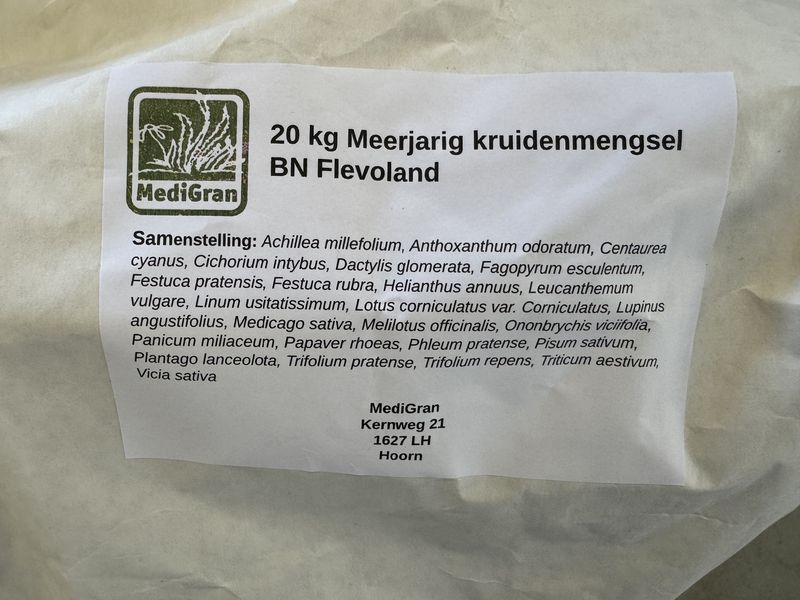 MediGran
20 kg Meerjarig kruidenmengsel
BN Flevoland
Samenstelling: Achillea millefolium, Anthoxanthum odoratum, Centaurea
cyanus, Cichorium intybus, Dactylis glomerata, Fagopyrum esculentum,
Festuca pratensis, Festuca rubra, Helianthus annuus, Leucanthemum
vulgare, Linum usitatissimum, Lotus corniculatus var. Corniculatus, Lupinus
angustifolius, Medicago sativa, Melilotus officinalis, Ononbrychis viciifolia,
Panicum miliaceum, Papaver rhoeas, Phleum pratense, Pisum sativum,
Plantago lanceolota, Trifolium pratense, Trifolium repens, Triticum aestivum,
Vicia sativa
MediGran
Kernweg 21
1627 LH
Hoorn